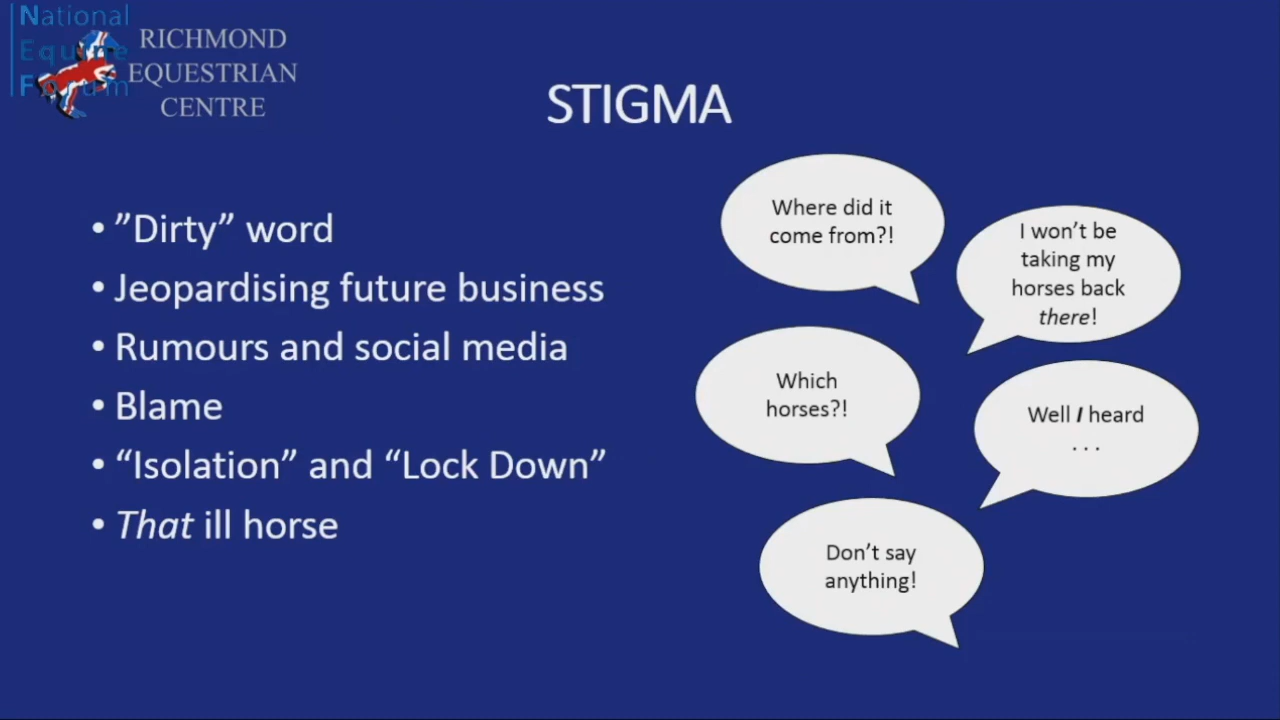 National
Equine
Forum
RICHMOND
EQUESTRIAN
CENTRE
STIGMA
• ”Dirty” word
• Jeopardising future business
• Rumours and social media
• Blame
• “Isolation” and “Lock Down”
• That ill horse
Where did it
come from?!
I won’t be
taking my
horses back
there!
Which
horses?!
Well I heard
. . .
Don’t say
anything!